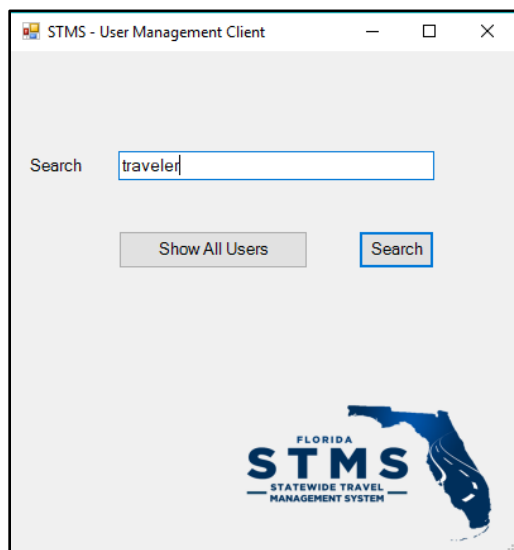 STMS - User Management Client
Search
traveler
Show All Users
Search
FLORIDA
STMS
STATEWIDE TRAVEL
MANAGEMENT SYSTEM